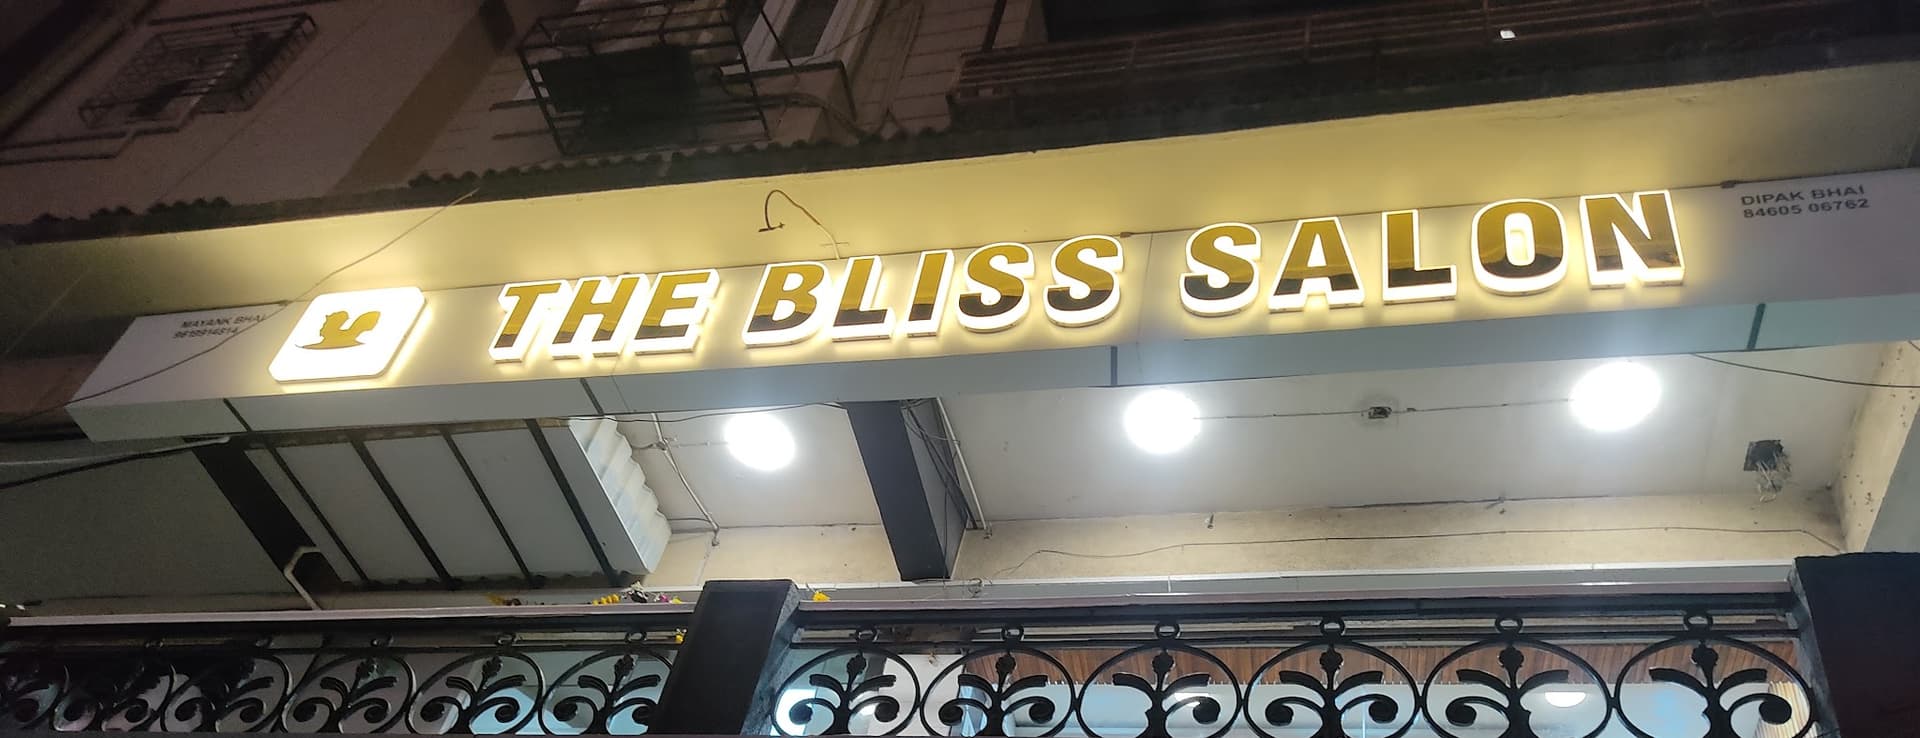 MAYANK BHAI
THE BLISS SALON
DIPAK BHAI
84605 06762